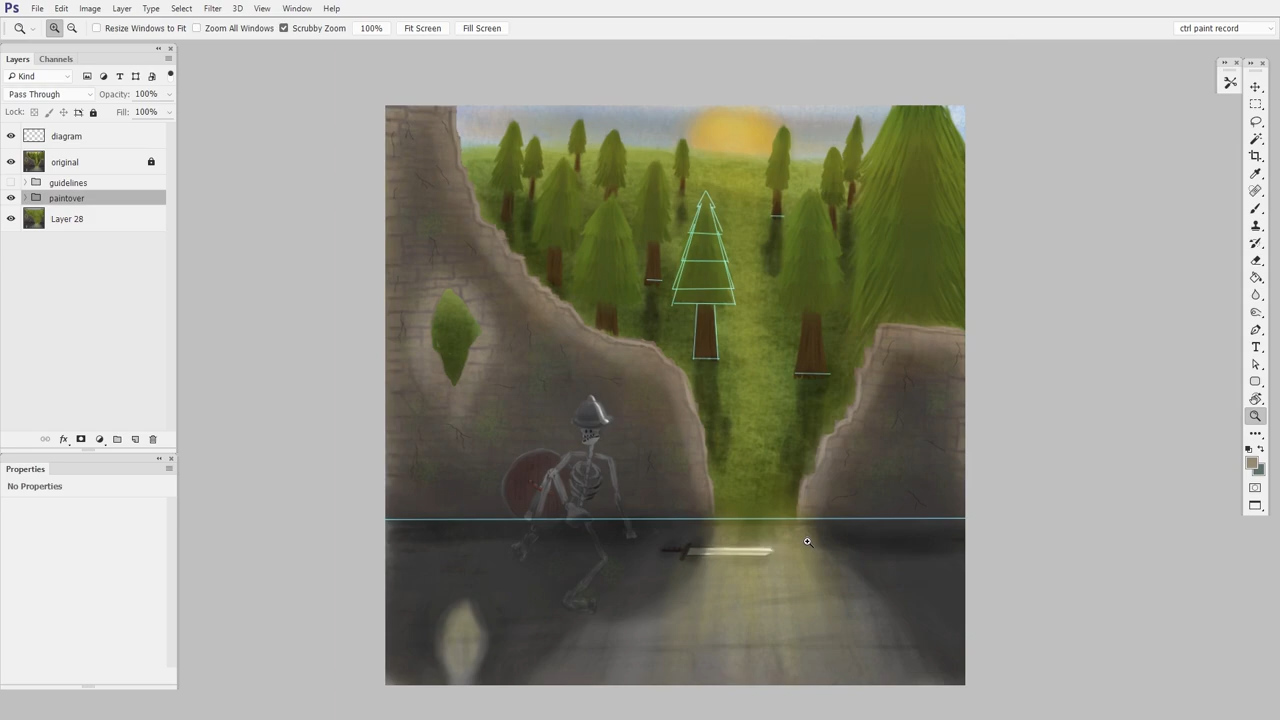 Ps File Edit Image Layer Type Select Filter 3D View Window Help
Resize Windows to Fit Zoom All Windows Scrubby Zoom 100% Fit Screen Fill Screen ctrl paint record
Layers Channels
Kind
Pass Through Opacity: 100%
Lock: Fill: 100%
diagram
original
guidelines
paintover
Layer 28
fx
Properties
No Properties